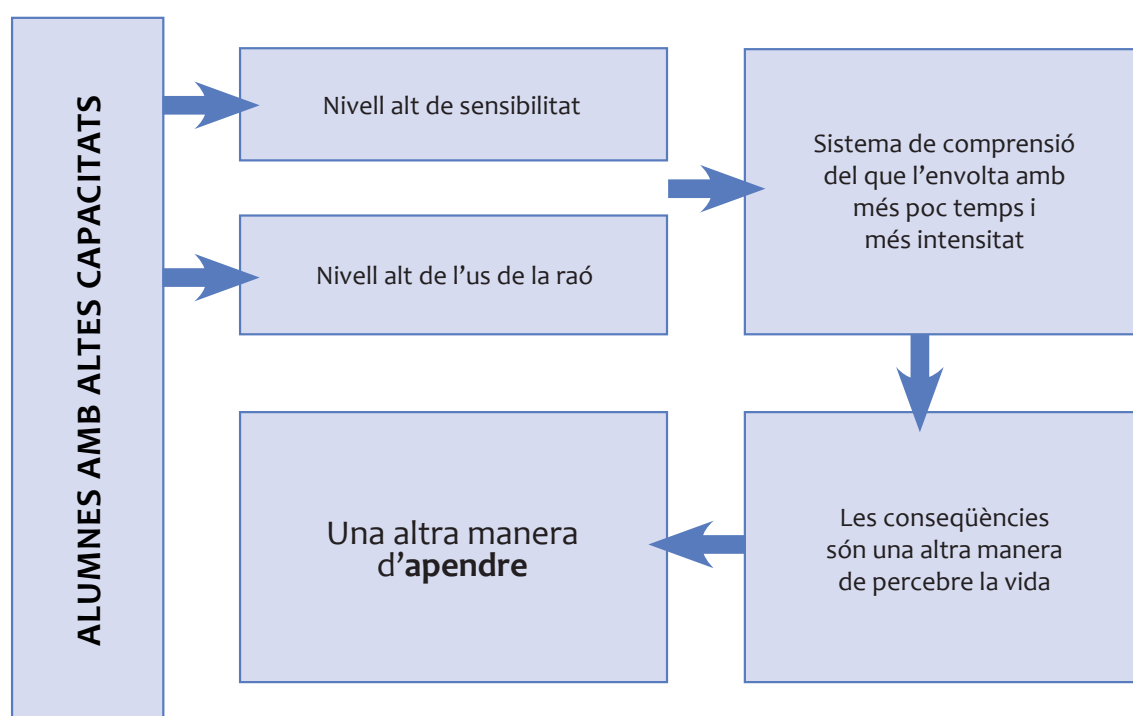 ALUMNES AMB ALTES CAPACITATS
Nivell alt de sensibilitat
Nivell alt de l’us de la raó
Sistema de comprensió
del que l’envolta amb
més poc temps i
més intensitat
Les conseqüències
són una altra manera
de percebre la vida
Una altra manera
d’apendre